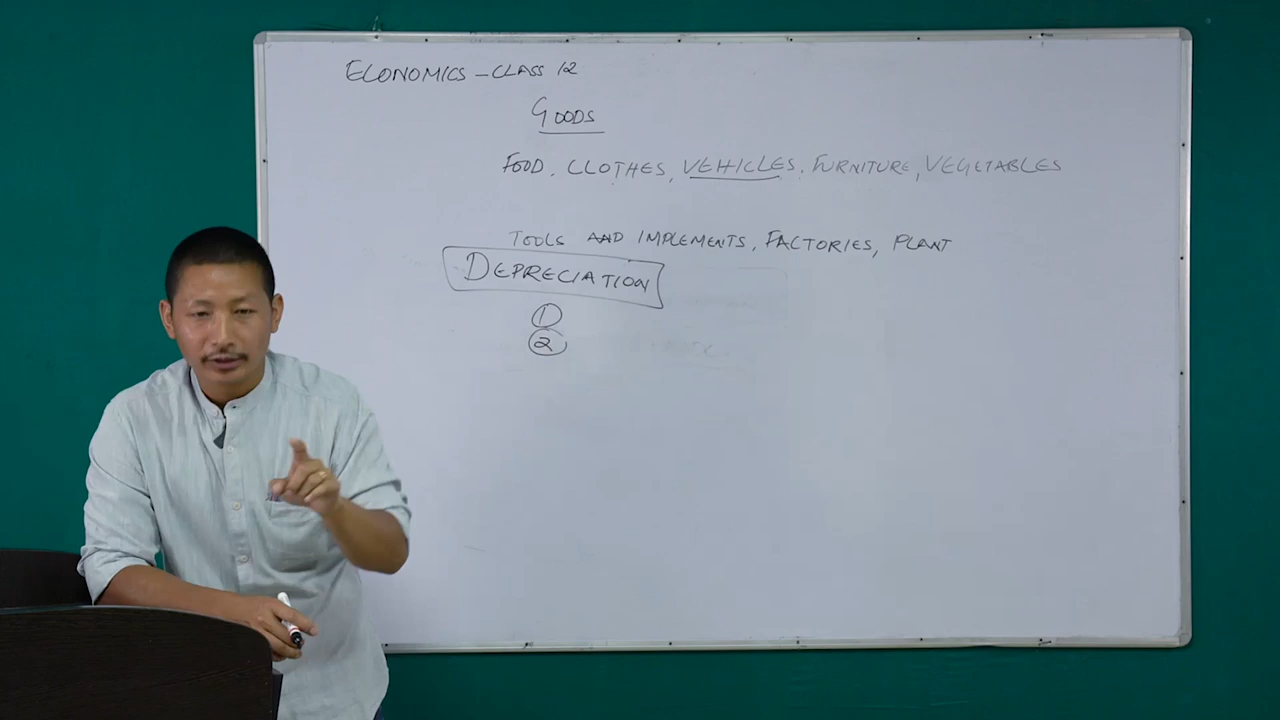 ECONOMICS - CLASS 12
GOODS
FOOD, CLOTHES, VEHICLES, FURNITURE, VEGETABLES
TOOLS AND IMPLEMENTS, FACTORIES, PLANT
DEPRECIATION
1
2